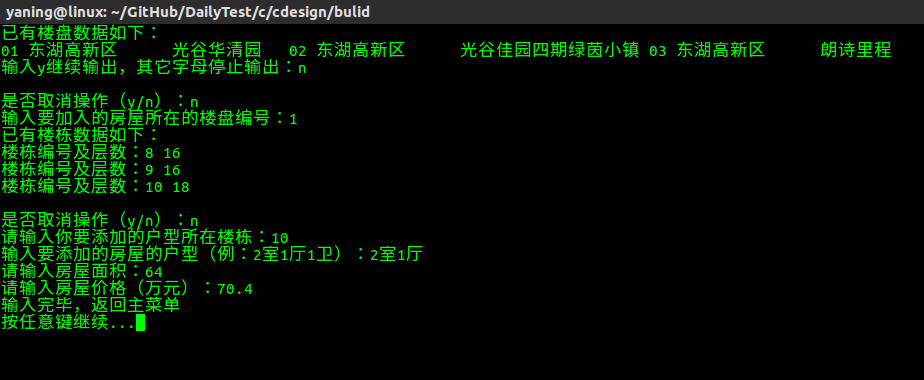 yaning@linux: ~/GitHub/DailyTest/c/cdesign/bulid
已有楼盘数据如下：
01 东湖高新区 光谷华清园 02 东湖高新区 光谷佳园四期绿茵小镇 03 东湖高新区 朗诗里程
输入y继续输出，其它字母停止输出：n
是否取消操作（y/n）：n
输入要加入的房屋所在的楼盘编号：1
已有楼栋数据如下：
楼栋编号及层数：8 16
楼栋编号及层数：9 16
楼栋编号及层数：10 18
是否取消操作（y/n）：n
请输入你要添加的户型所在楼栋：10
输入要添加的房屋的户型（例：2室1厅1卫）：2室1厅
请输入房屋面积：64
请输入房屋价格（万元）：70.4
输入完毕，返回主菜单
按任意键继续...